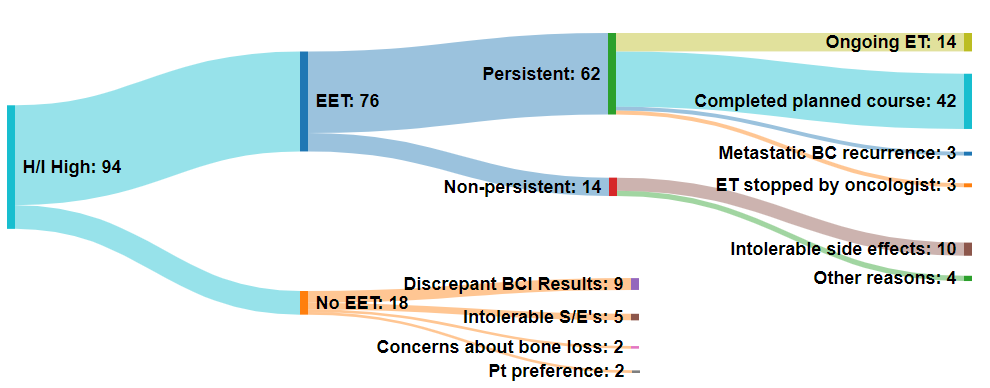 H/I High: 94
EET: 76
No EET: 18
Persistent: 62
Non-persistent: 14
Discrepant BCI Results: 9
Intolerable S/E's: 5
Concerns about bone loss: 2
Pt preference: 2
Ongoing ET: 14
Completed planned course: 42
Metastatic BC recurrence: 3
ET stopped by oncologist: 3
Intolerable side effects: 10
Other reasons: 4